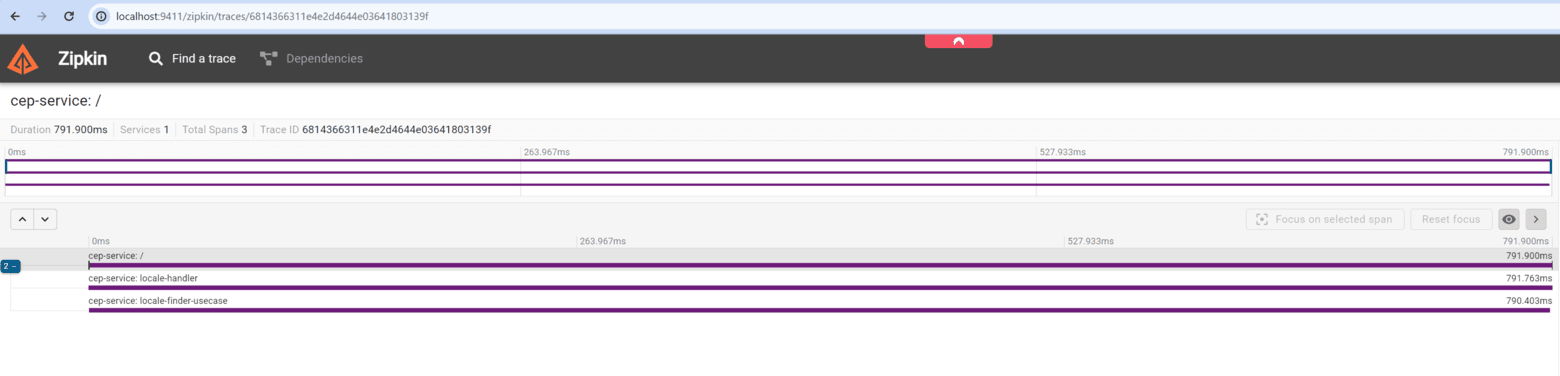 localhost:9411/zipkin/traces/6814366311e4e2d4644e03641803139f
Zipkin Find a trace Dependencies
cep-service: /
Duration 791.900ms Services 1 Total Spans 3 Trace ID 6814366311e4e2d4644e03641803139f
0ms 263.967ms 527.933ms 791.900ms
Focus on selected span Reset focus
0ms 263.967ms 527.933ms 791.900ms
cep-service: / 791.900ms
2 −
cep-service: locale-handler 791.763ms
cep-service: locale-finder-usecase 790.403ms